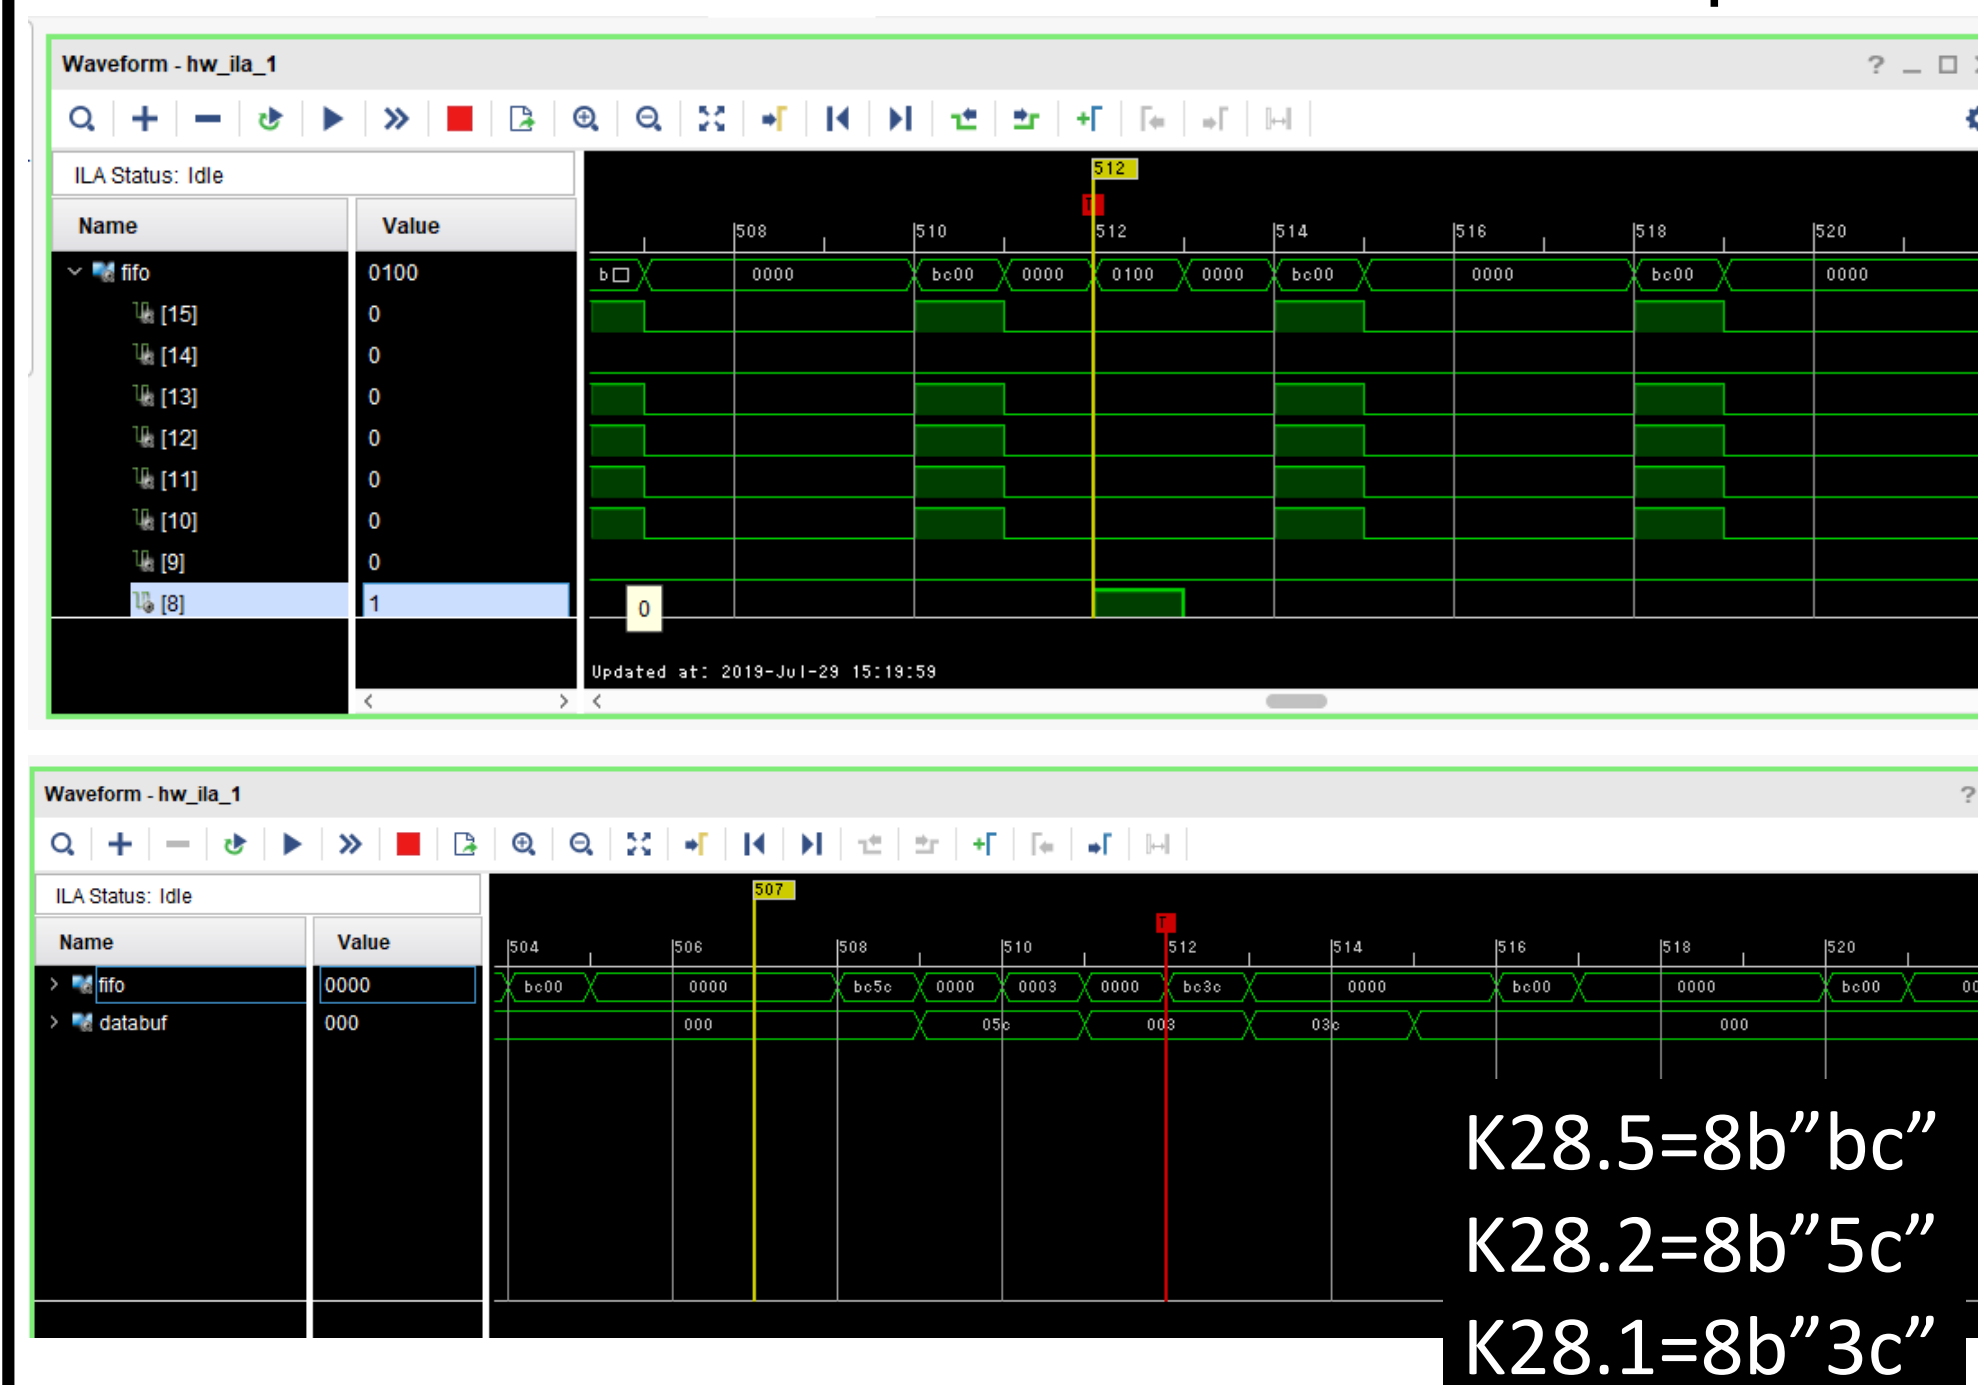 Waveform - hw_ila_1
ILA Status: Idle
512
T
Name Value
508 510 512 514 516 518 520
fifo 0100 b 0000 bc00 0000 0100 0000 bc00 0000 bc00 0000
[15] 0
[14] 0
[13] 0
[12] 0
[11] 0
[10] 0
[9] 0
[8] 1 0
Updated at: 2019-Jul-29 15:19:59
Waveform - hw_ila_1
ILA Status: Idle
507
T
Name Value
504 506 508 510 512 514 516 518 520
fifo 0000 bc00 0000 bc5c 0000 0003 0000 bc3c 0000 bc00 0000 bc00 00
databuf 000 000 05c 003 03c 000
K28.5=8b”bc”
K28.2=8b”5c”
K28.1=8b”3c”